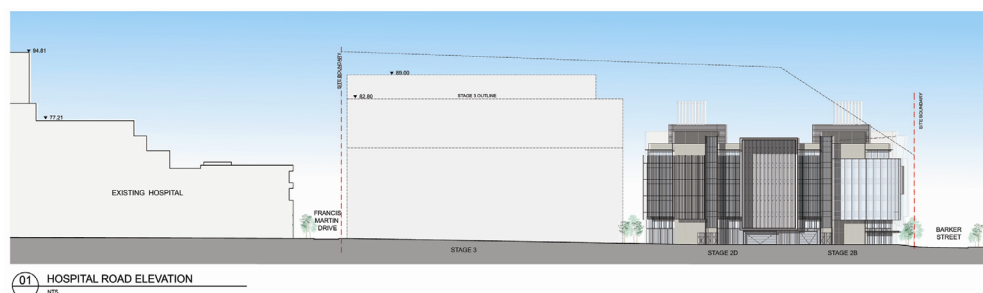 94.81
77.21
EXISTING HOSPITAL
FRANCIS
MARTIN
DRIVE
SITE BOUNDARY
89.00
82.80
STAGE 3 OUTLINE
STAGE 3
STAGE 2D
STAGE 2B
SITE BOUNDARY
BARKER
STREET
01 HOSPITAL ROAD ELEVATION
NTS